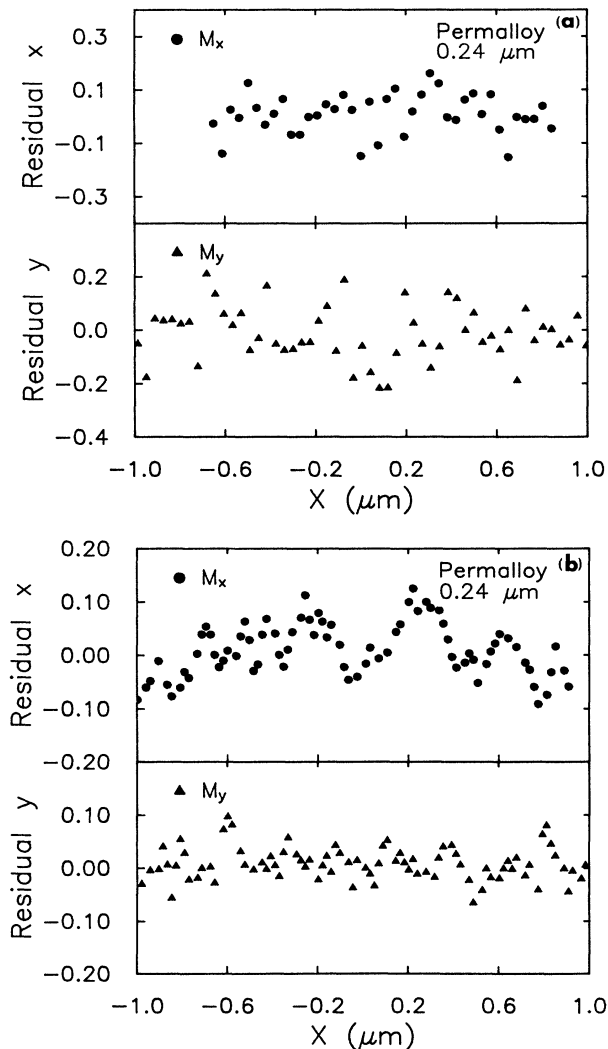 0.3
0.1
−0.1
−0.3
Residual x
● Mx
Permalloy (a)
0.24 μm
0.2
0.0
−0.2
−0.4
Residual y
▲ My
−1.0 −0.6 −0.2 0.2 0.6 1.0
X (μm)
0.20
0.10
0.00
−0.10
−0.20
Residual x
● Mx
Permalloy (b)
0.24 μm
0.10
0.00
−0.10
−0.20
Residual y
▲ My
−1.0 −0.6 −0.2 0.2 0.6 1.0
X (μm)